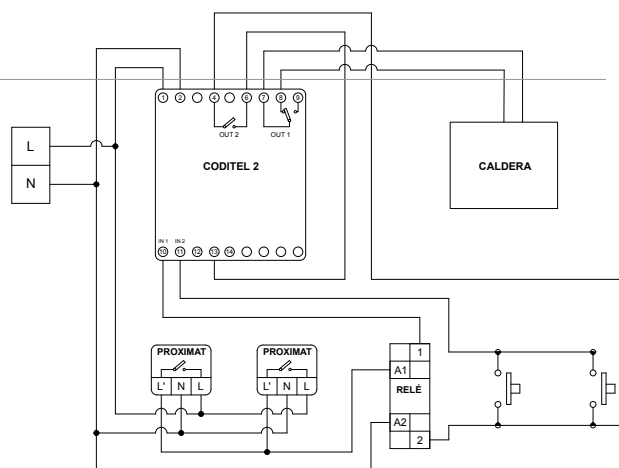 1 2 4 6 7 8 9
OUT 2 OUT 1
L
N
CODITEL 2
CALDERA
IN 1 IN 2
10 11 12 13 14
PROXIMAT PROXIMAT
L' N L L' N L
1
A1
RELÉ
A2
2